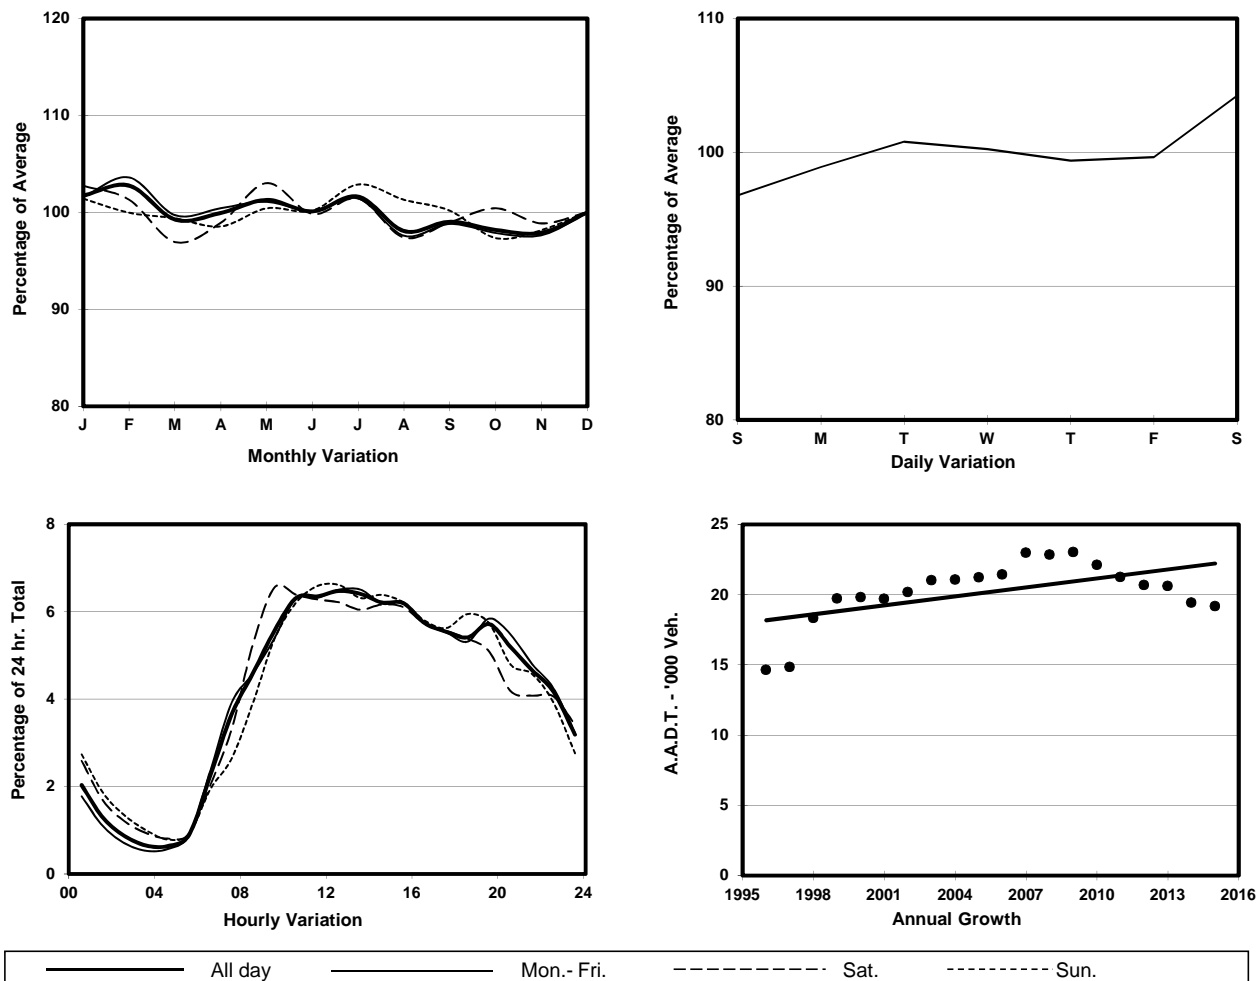 120
110
100
90
80
Percentage of Average
J F M A M J J A S O N D
Monthly Variation
110
100
90
80
Percentage of Average
S M T W T F S
Daily Variation
8
6
4
2
0
Percentage of 24 hr. Total
00 04 08 12 16 20 24
Hourly Variation
25
20
15
10
5
0
A.A.D.T. - '000 Veh.
1995 1998 2001 2004 2007 2010 2013 2016
Annual Growth
All day Mon.- Fri. Sat. Sun.